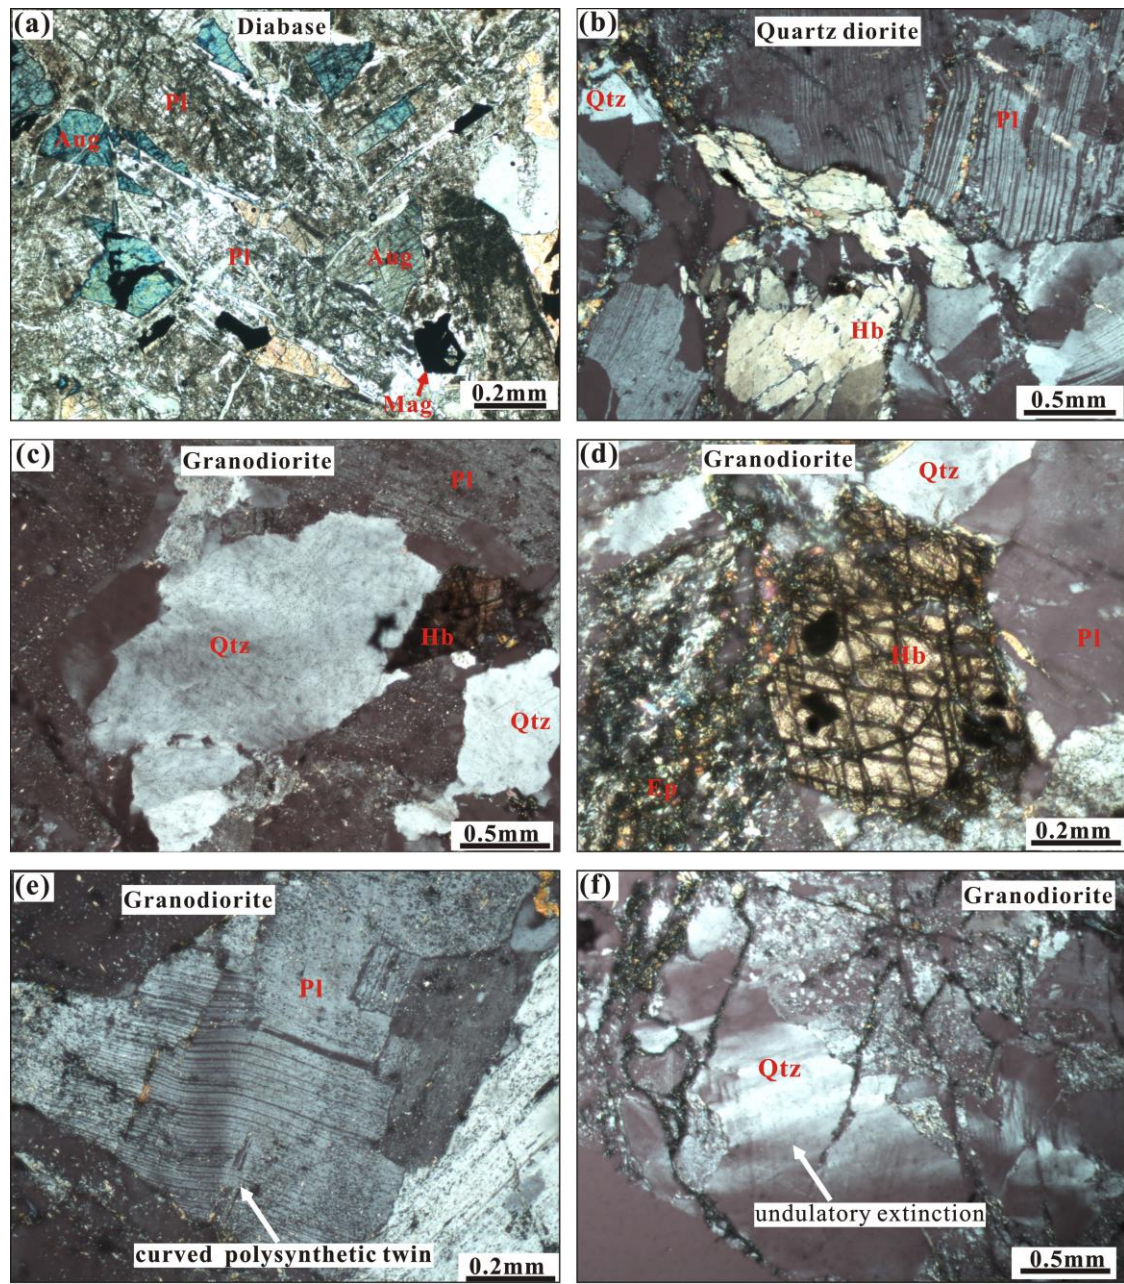 (a)
Diabase
Pl
Aug
Pl
Aug
Mag
0.2mm
(b)
Quartz diorite
Qtz
Pl
Hb
0.5mm
(c)
Granodiorite
Pl
Qtz
Hb
Qtz
0.5mm
(d)
Granodiorite
Qtz
Hb
Pl
Ep
0.2mm
(e)
Granodiorite
Pl
curved polysynthetic twin
0.2mm
(f)
Granodiorite
Qtz
undulatory extinction
0.5mm